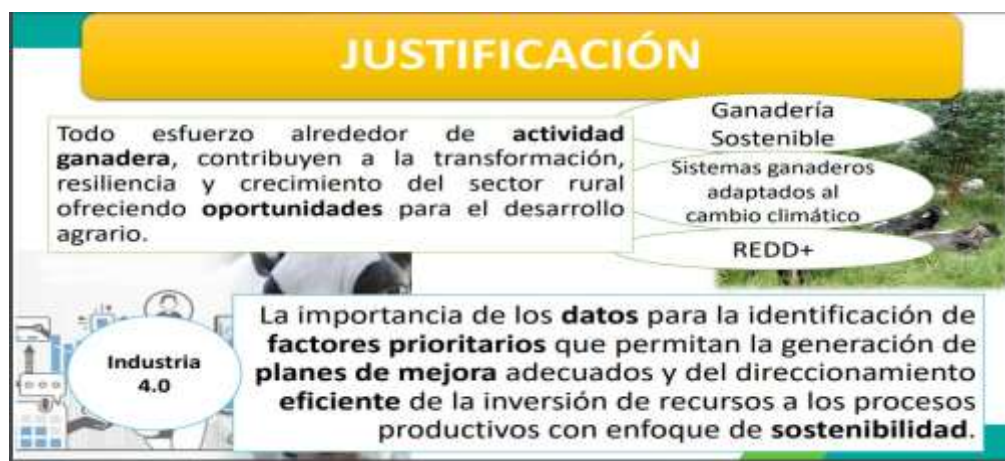 JUSTIFICACIÓN
Todo esfuerzo alrededor de actividad
ganadera, contribuyen a la transformación,
resiliencia y crecimiento del sector rural
ofreciendo oportunidades para el desarrollo
agrario.
Ganadería
Sostenible
Sistemas ganaderos
adaptados al
cambio climático
REDD+
Industria
4.0
La importancia de los datos para la identificación de
factores prioritarios que permitan la generación de
planes de mejora adecuados y del direccionamiento
eficiente de la inversión de recursos a los procesos
productivos con enfoque de sostenibilidad.